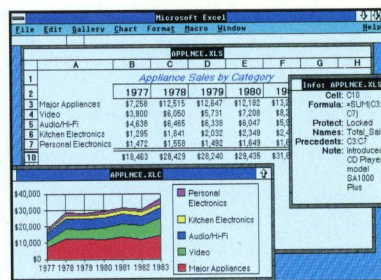 Microsoft Excel
File Edit Gallery Chart Format Macro Window Help
APPLNCE.XLS
A B C D E F G H
1 Appliance Sales by Category
2 1977 1978 1979 1980
3 Major Appliances $7,258 $12,515 $12,647 $12,182
4 Video $3,800 $6,050 $5,731 $7,208
5 Audio/Hi-Fi $4,638 $6,465 $6,338 $6,047
6 Kitchen Electronics $1,295 $1,841 $2,032 $2,349
7 Personal Electronics $1,472 $1,558 $1,492 $1,649
10 $18,463 $28,429 $28,240 $29,435
Info: APPLNCE.XLS
Cell: C10
Formula: =SUM(C3:
C7)
Protect: Locked
Names: Total_Sal
Precedents: C3:C7
Note: Introduced
CD Player
model
SA1000
Plus
APPLNCE.XLC
$40,000
$30,000
$20,000
$10,000
$0
1977 1978 1979 1980 1981 1982 1983
Personal
Electronics
Kitchen Electronics
Audio/Hi-Fi
Video
Major Appliances